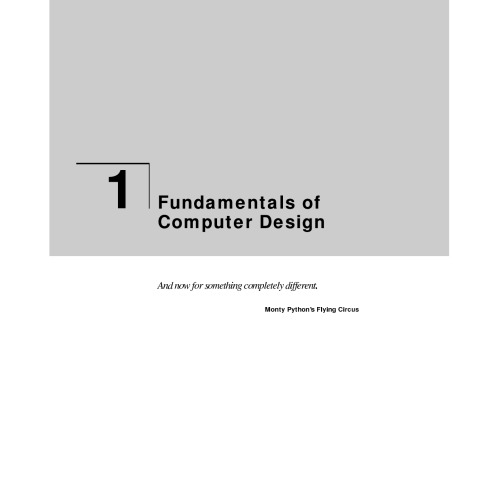 1
Fundamentals of
Computer Design
And now for something completely different.
Monty Python's Flying Circus